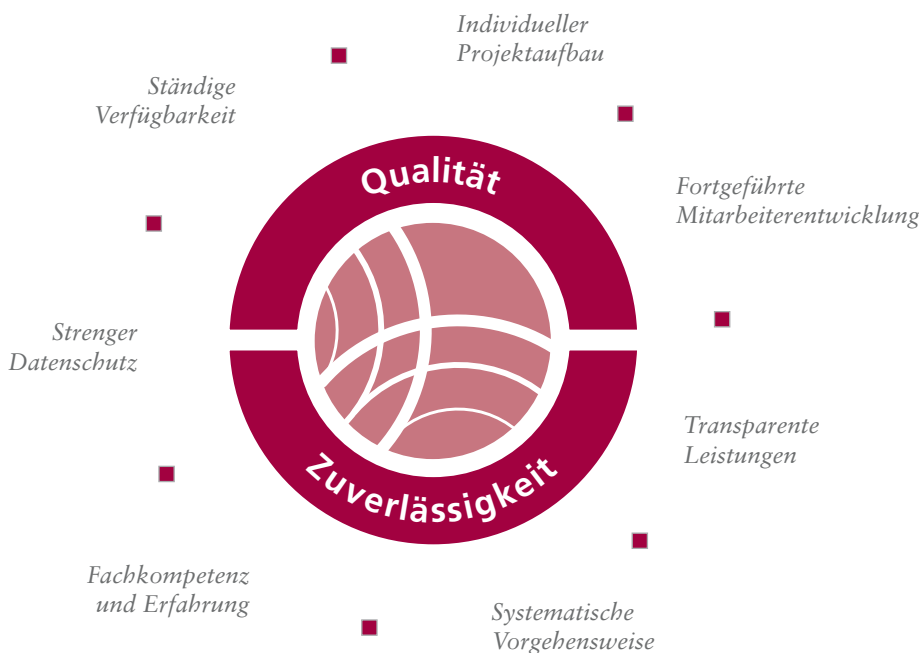 Individueller
Projektaufbau
Ständige
Verfügbarkeit
Qualität
Fortgeführte
Mitarbeiterentwicklung
Strenger
Datenschutz
Transparente
Leistungen
Zuverlässigkeit
Fachkompetenz
und Erfahrung
Systematische
Vorgehensweise